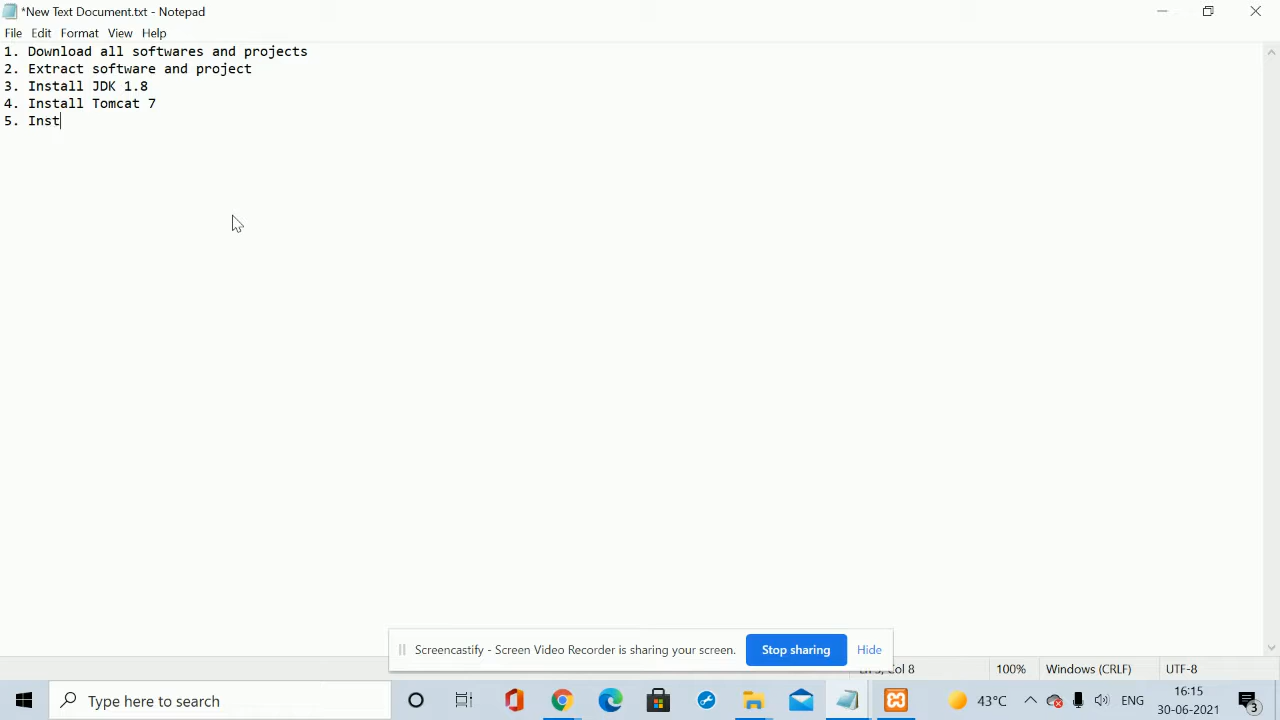 *New Text Document.txt - Notepad
File Edit Format View Help
1. Download all softwares and projects
2. Extract software and project
3. Install JDK 1.8
4. Install Tomcat 7
5. Inst
Screencastify - Screen Video Recorder is sharing your screen. Stop sharing Hide
Col 8 100% Windows (CRLF) UTF-8
Type here to search 43°C ENG 16:15
30-06-2021 3